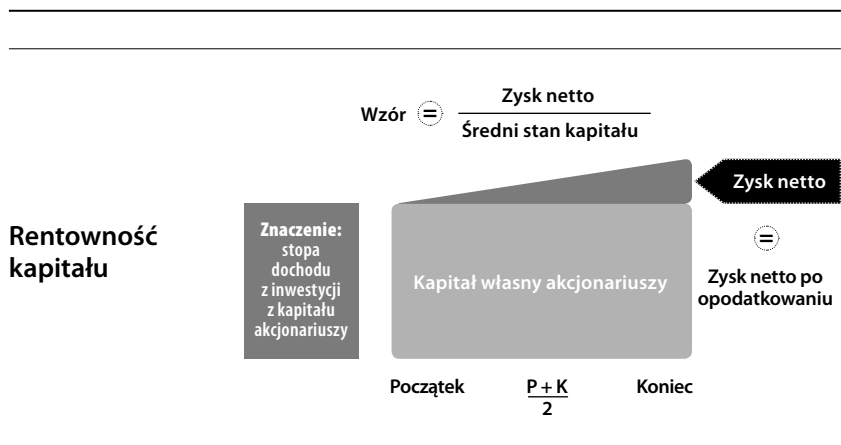 Wzór =
Zysk netto
Średni stan kapitału
Zysk netto
Rentowność
kapitału
Znaczenie:
stopa
dochodu
z inwestycji
z kapitału
akcjonariuszy
Kapitał własny akcjonariuszy
=
Zysk netto po
opodatkowaniu
Początek
P + K
2
Koniec